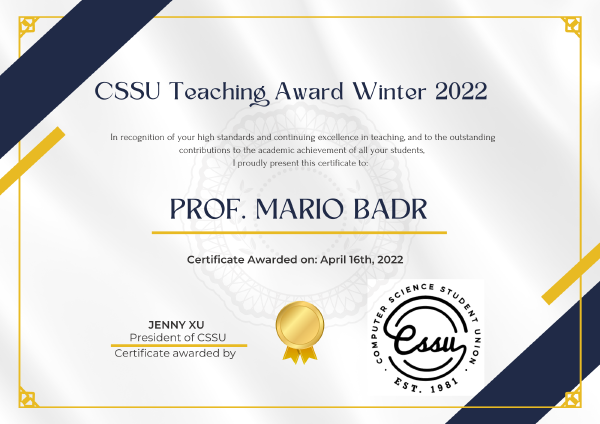 CSSU Teaching Award Winter 2022
In recognition of your high standards and continuing excellence in teaching, and to the outstanding
contributions to the academic achievement of all your students,
I proudly present this certificate to:
PROF. MARIO BADR
Certificate Awarded on: April 16th, 2022
JENNY XU
President of CSSU
Certificate awarded by
· COMPUTER SCIENCE STUDENT UNION ·
Cssu
EST. 1981